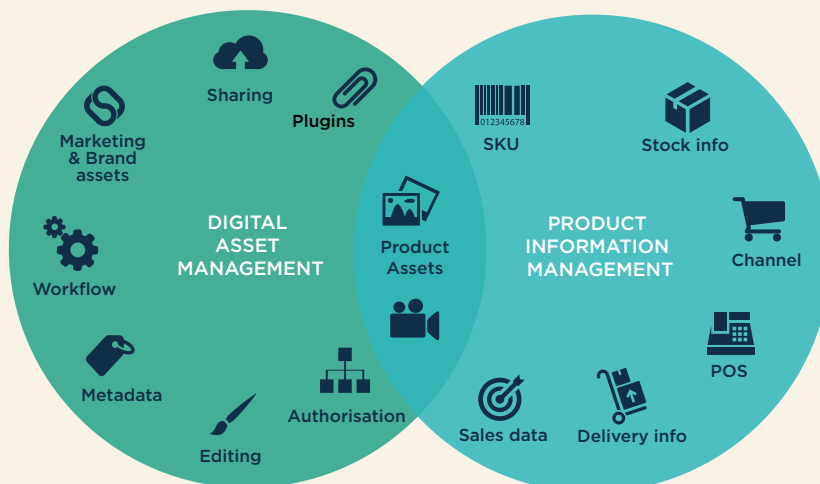 Sharing
Plugins
Marketing
& Brand
assets
DIGITAL
ASSET
MANAGEMENT
Workflow
Metadata
Editing
Authorisation
Product
Assets
012345678
SKU
Stock info
PRODUCT
INFORMATION
MANAGEMENT
Channel
POS
Sales data
Delivery info